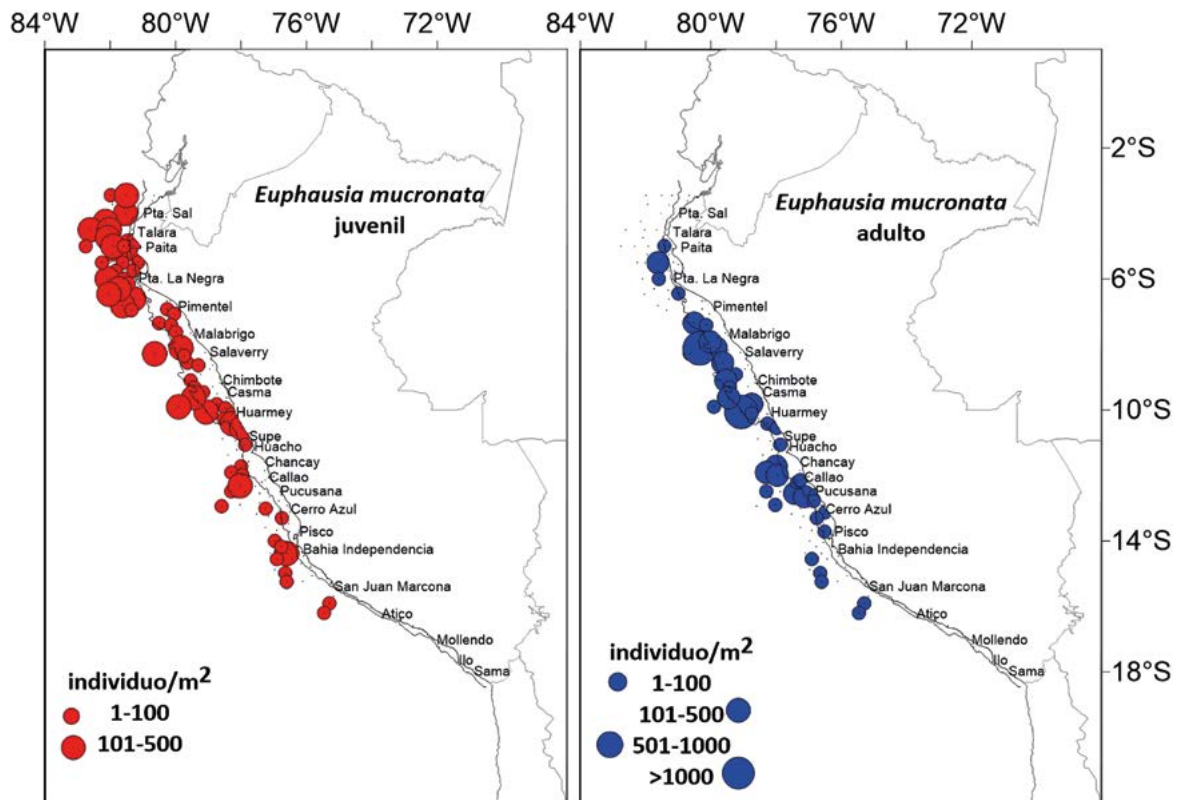 84°W 80°W 76°W 72°W
84°W 80°W 76°W 72°W
Euphausia mucronata
juvenil
Pta. Sal
Talara
Paita
Pta. La Negra
Pimentel
Malabrigo
Salaverry
Chimbote
Casma
Huarmey
Supe
Huacho
Chancay
Callao
Pucusana
Cerro Azul
Pisco
Bahia Independencia
San Juan Marcona
Atico
Mollendo
Ilo
Sama
individuo/m²
1-100
101-500
Euphausia mucronata
adulto
Pta. Sal
Talara
Paita
Pta. La Negra
Pimentel
Malabrigo
Salaverry
Chimbote
Casma
Huarmey
Supe
Huacho
Chancay
Callao
Pucusana
Cerro Azul
Pisco
Bahia Independencia
San Juan Marcona
Atico
Mollendo
Ilo
Sama
individuo/m²
1-100
101-500
501-1000
>1000
2°S
6°S
10°S
14°S
18°S